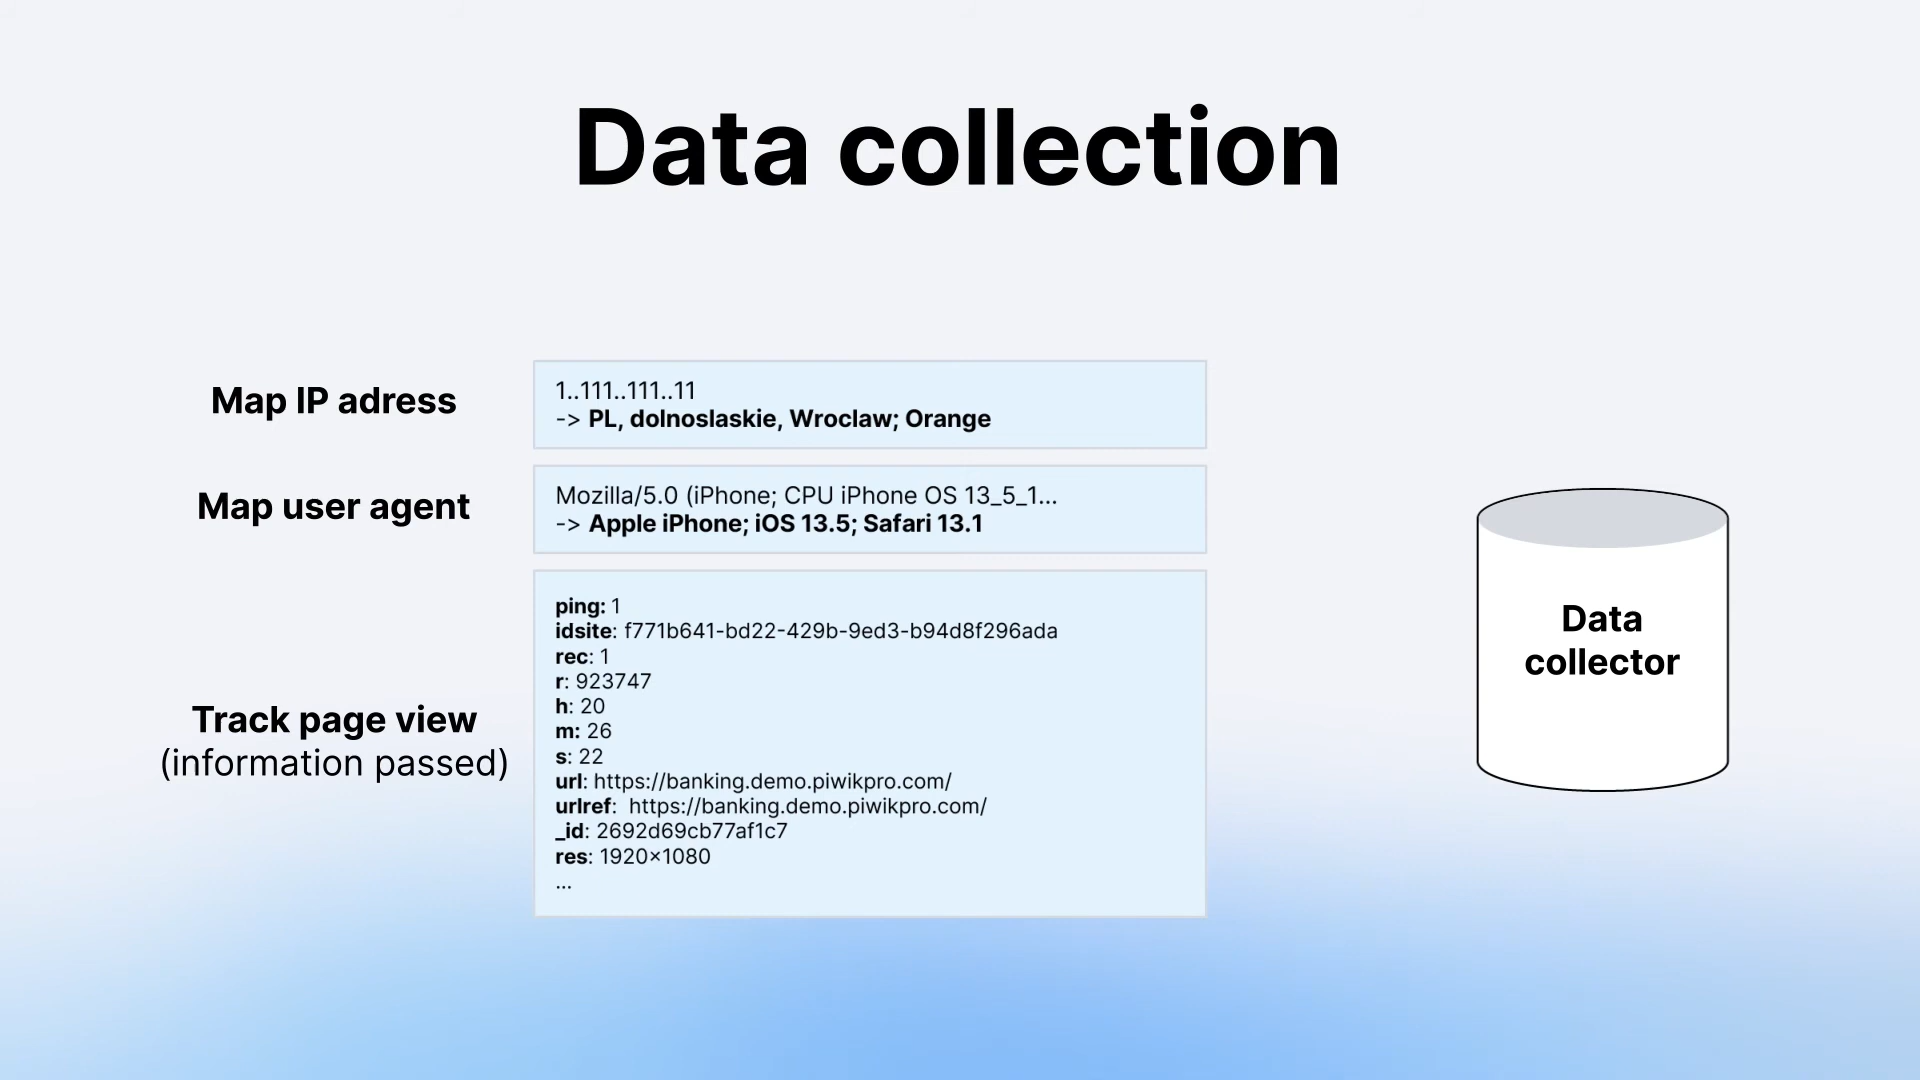 Data collection
Map IP adress
1..111..111..11
-> PL, dolnoslaskie, Wroclaw; Orange
Map user agent
Mozilla/5.0 (iPhone; CPU iPhone OS 13_5_1...
-> Apple iPhone; iOS 13.5; Safari 13.1
Track page view
(information passed)
ping: 1
idsite: f771b641-bd22-429b-9ed3-b94d8f296ada
rec: 1
r: 923747
h: 20
m: 26
s: 22
url: https://banking.demo.piwikpro.com/
urlref:  https://banking.demo.piwikpro.com/
_id: 2692d69cb77af1c7
res: 1920×1080
...
Data
collector